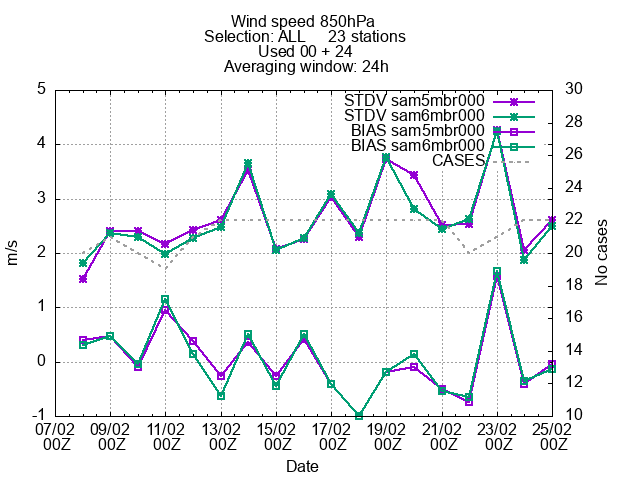 Wind speed 850hPa
Selection: ALL     23 stations
Used 00 + 24
Averaging window: 24h
STDV sam5mbr000
STDV sam6mbr000
BIAS sam5mbr000
BIAS sam6mbr000
CASES
5
4
3
2
1
0
-1
m/s
30
28
26
24
22
20
18
16
14
12
10
No cases
07/02 09/02 11/02 13/02 15/02 17/02 19/02 21/02 23/02 25/02
00Z 00Z 00Z 00Z 00Z 00Z 00Z 00Z 00Z 00Z
Date